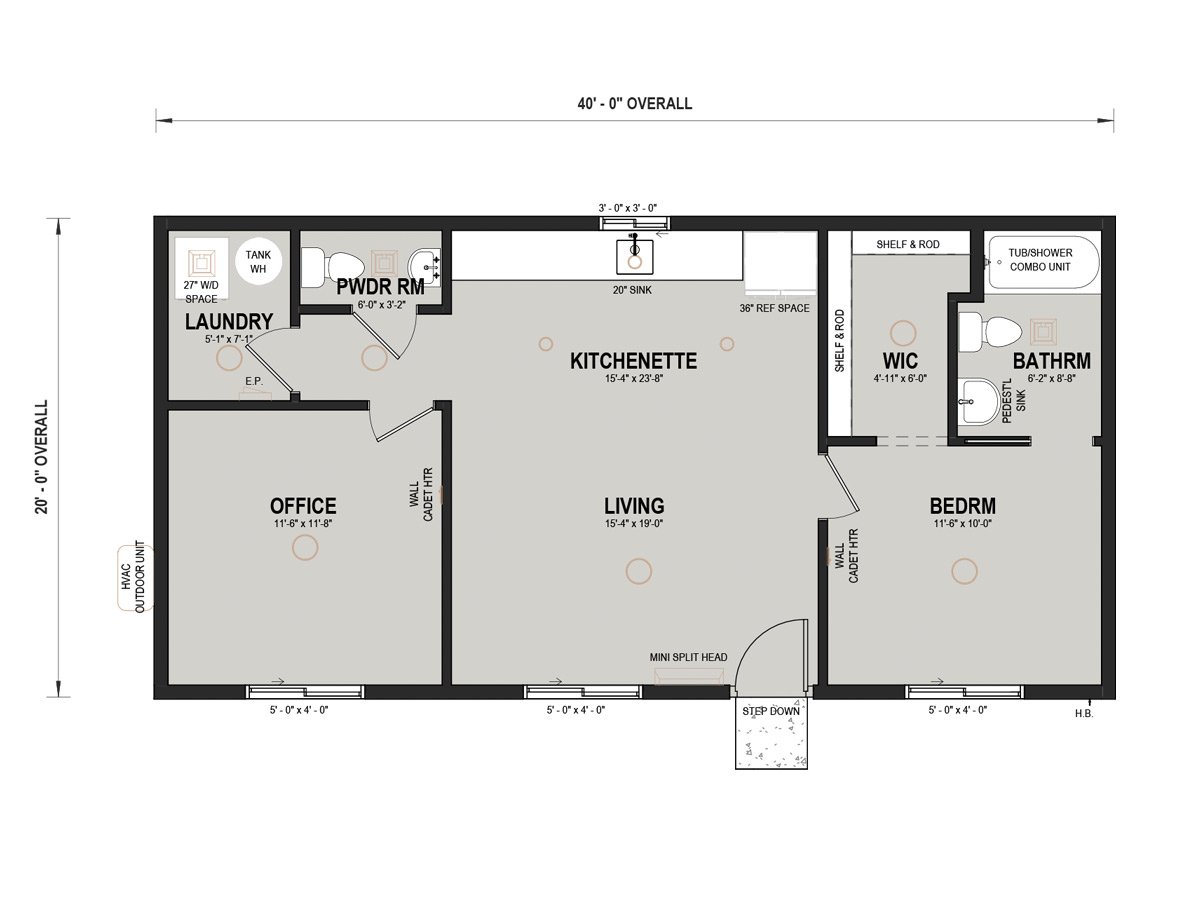 40' - 0" OVERALL
20' - 0" OVERALL
3' - 0" x 3' - 0"
27" W/D
SPACE
TANK
WH
LAUNDRY
5'-1" x 7'-1"
E.P.
PWDR RM
6'-0" x 3'-2"
20" SINK
36" REF SPACE
KITCHENETTE
15'-4" x 23'-8"
SHELF & ROD
SHELF & ROD
WIC
4'-11" x 6'-0"
TUB/SHOWER
COMBO UNIT
BATHRM
6'-2" x 8'-8"
PEDEST'L
SINK
OFFICE
11'-6" x 11'-8"
WALL
CADET HTR
LIVING
15'-4" x 19'-0"
BEDRM
11'-6" x 10'-0"
WALL
CADET HTR
HVAC
OUTDOOR UNIT
MINI SPLIT HEAD
STEP DOWN
5' - 0" x 4' - 0"
5' - 0" x 4' - 0"
5' - 0" x 4' - 0"
H.B.